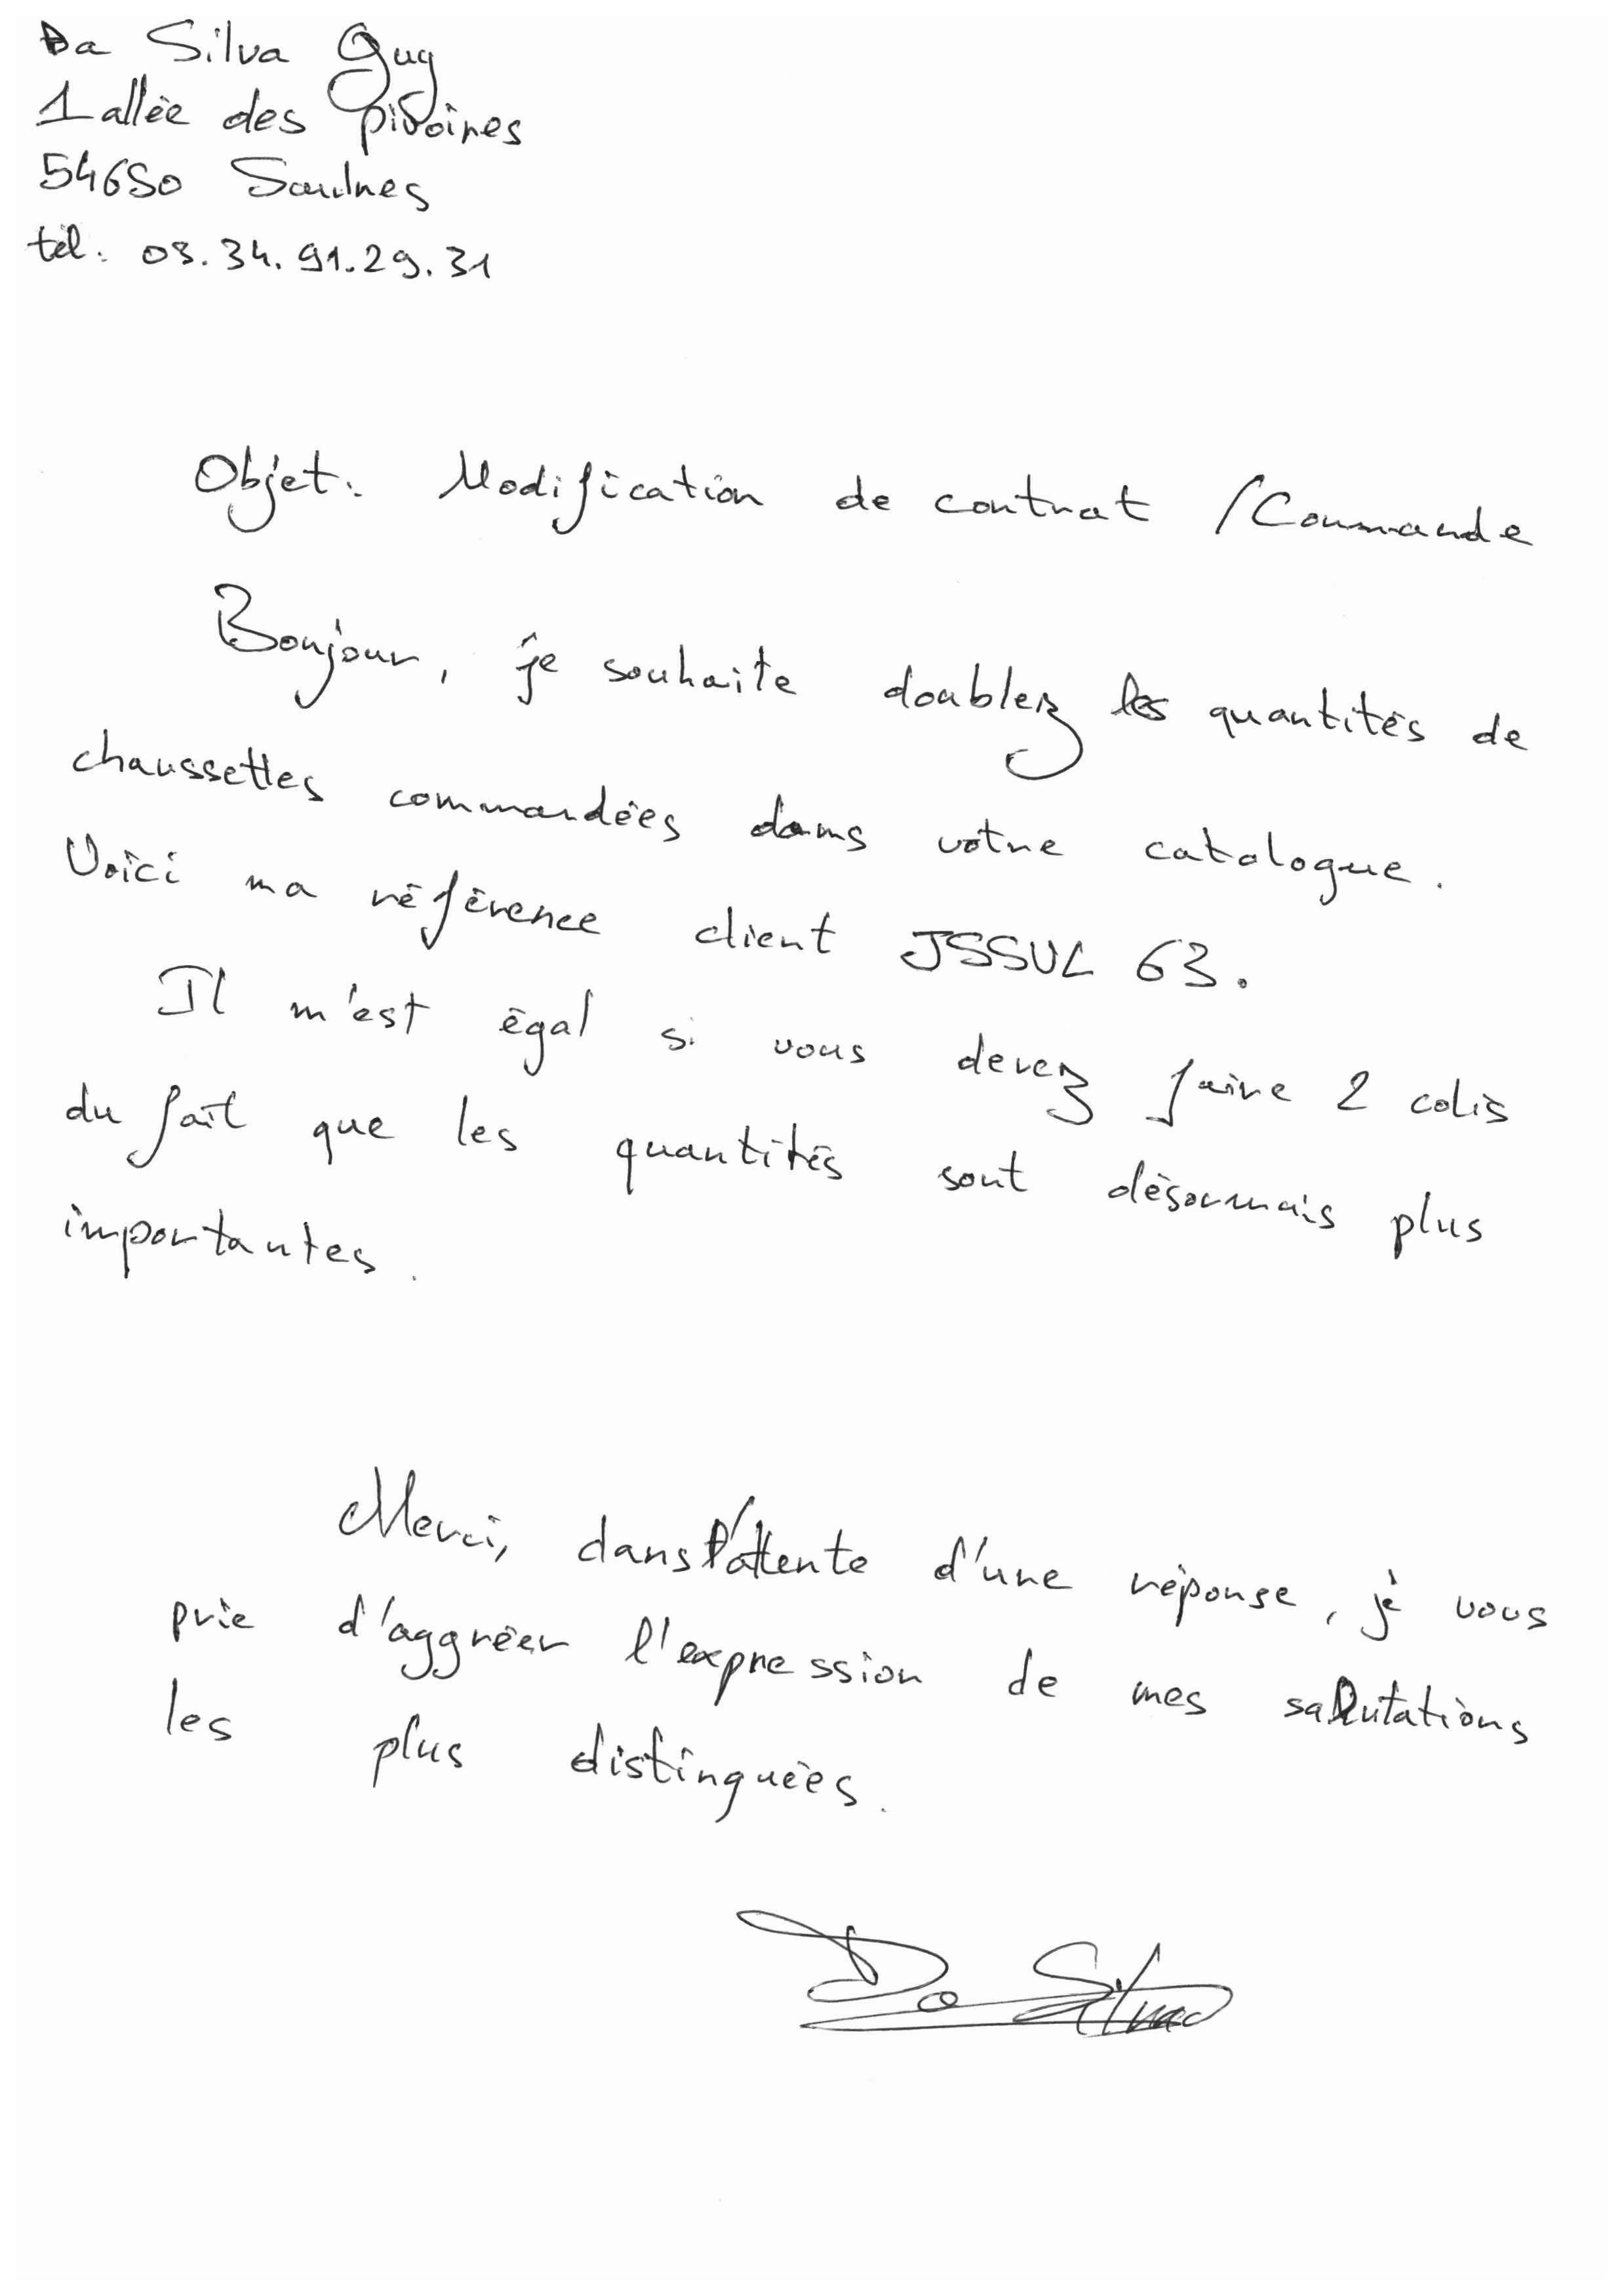 Da Silva Guy
1 allée des pivoines
54650 Saulnes
tél. 03.34.91.29.31
Objet: Modification de contrat / Commande
Bonjour, je souhaite doublez les quantités de
chaussettes commandées dans votre catalogue.
Voici ma référence client JSSUL 63.
Il m'est égal si vous devez faire 2 colis
du fait que les quantités sont désormais plus
importantes.
Merci, dans l'attente d'une réponse, je vous
prie d'aggréer l'expression de mes salutations
les plus distinguées.
Da Silva